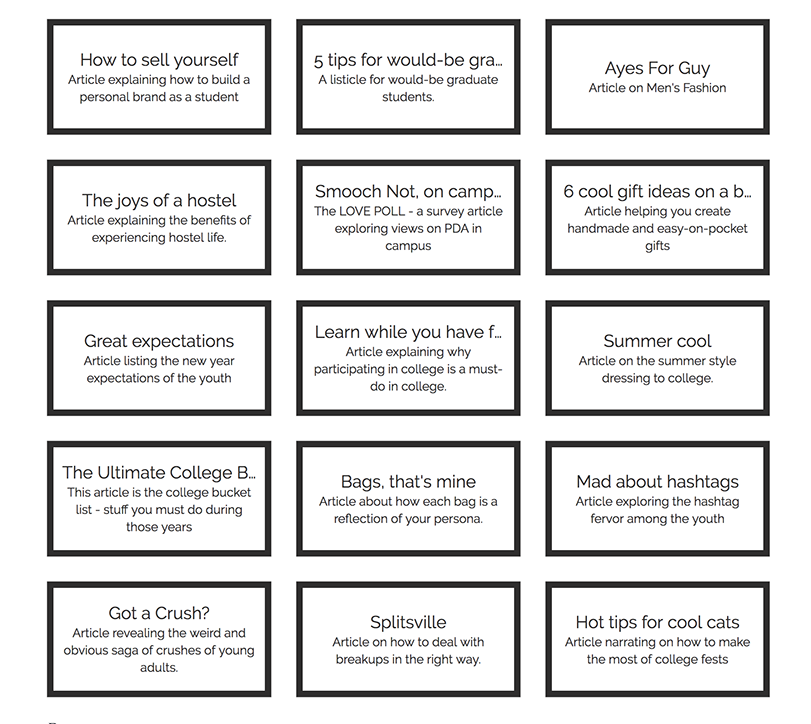 How to sell yourself
Article explaining how to build a
personal brand as a student
5 tips for would-be gra...
A listicle for would-be graduate
students.
Ayes For Guy
Article on Men's Fashion
The joys of a hostel
Article explaining the benefits of
experiencing hostel life.
Smooch Not, on camp...
The LOVE POLL - a survey article
exploring views on PDA in
campus
6 cool gift ideas on a b...
Article helping you create
handmade and easy-on-pocket
gifts
Great expectations
Article listing the new year
expectations of the youth
Learn while you have f...
Article explaining why
participating in college is a must-
do in college.
Summer cool
Article on the summer style
dressing to college.
The Ultimate College B...
This article is the college bucket
list - stuff you must do during
those years
Bags, that's mine
Article about how each bag is a
reflection of your persona.
Mad about hashtags
Article exploring the hashtag
fervor among the youth
Got a Crush?
Article revealing the weird and
obvious saga of crushes of young
adults.
Splitsville
Article on how to deal with
breakups in the right way.
Hot tips for cool cats
Article narrating on how to make
the most of college fests